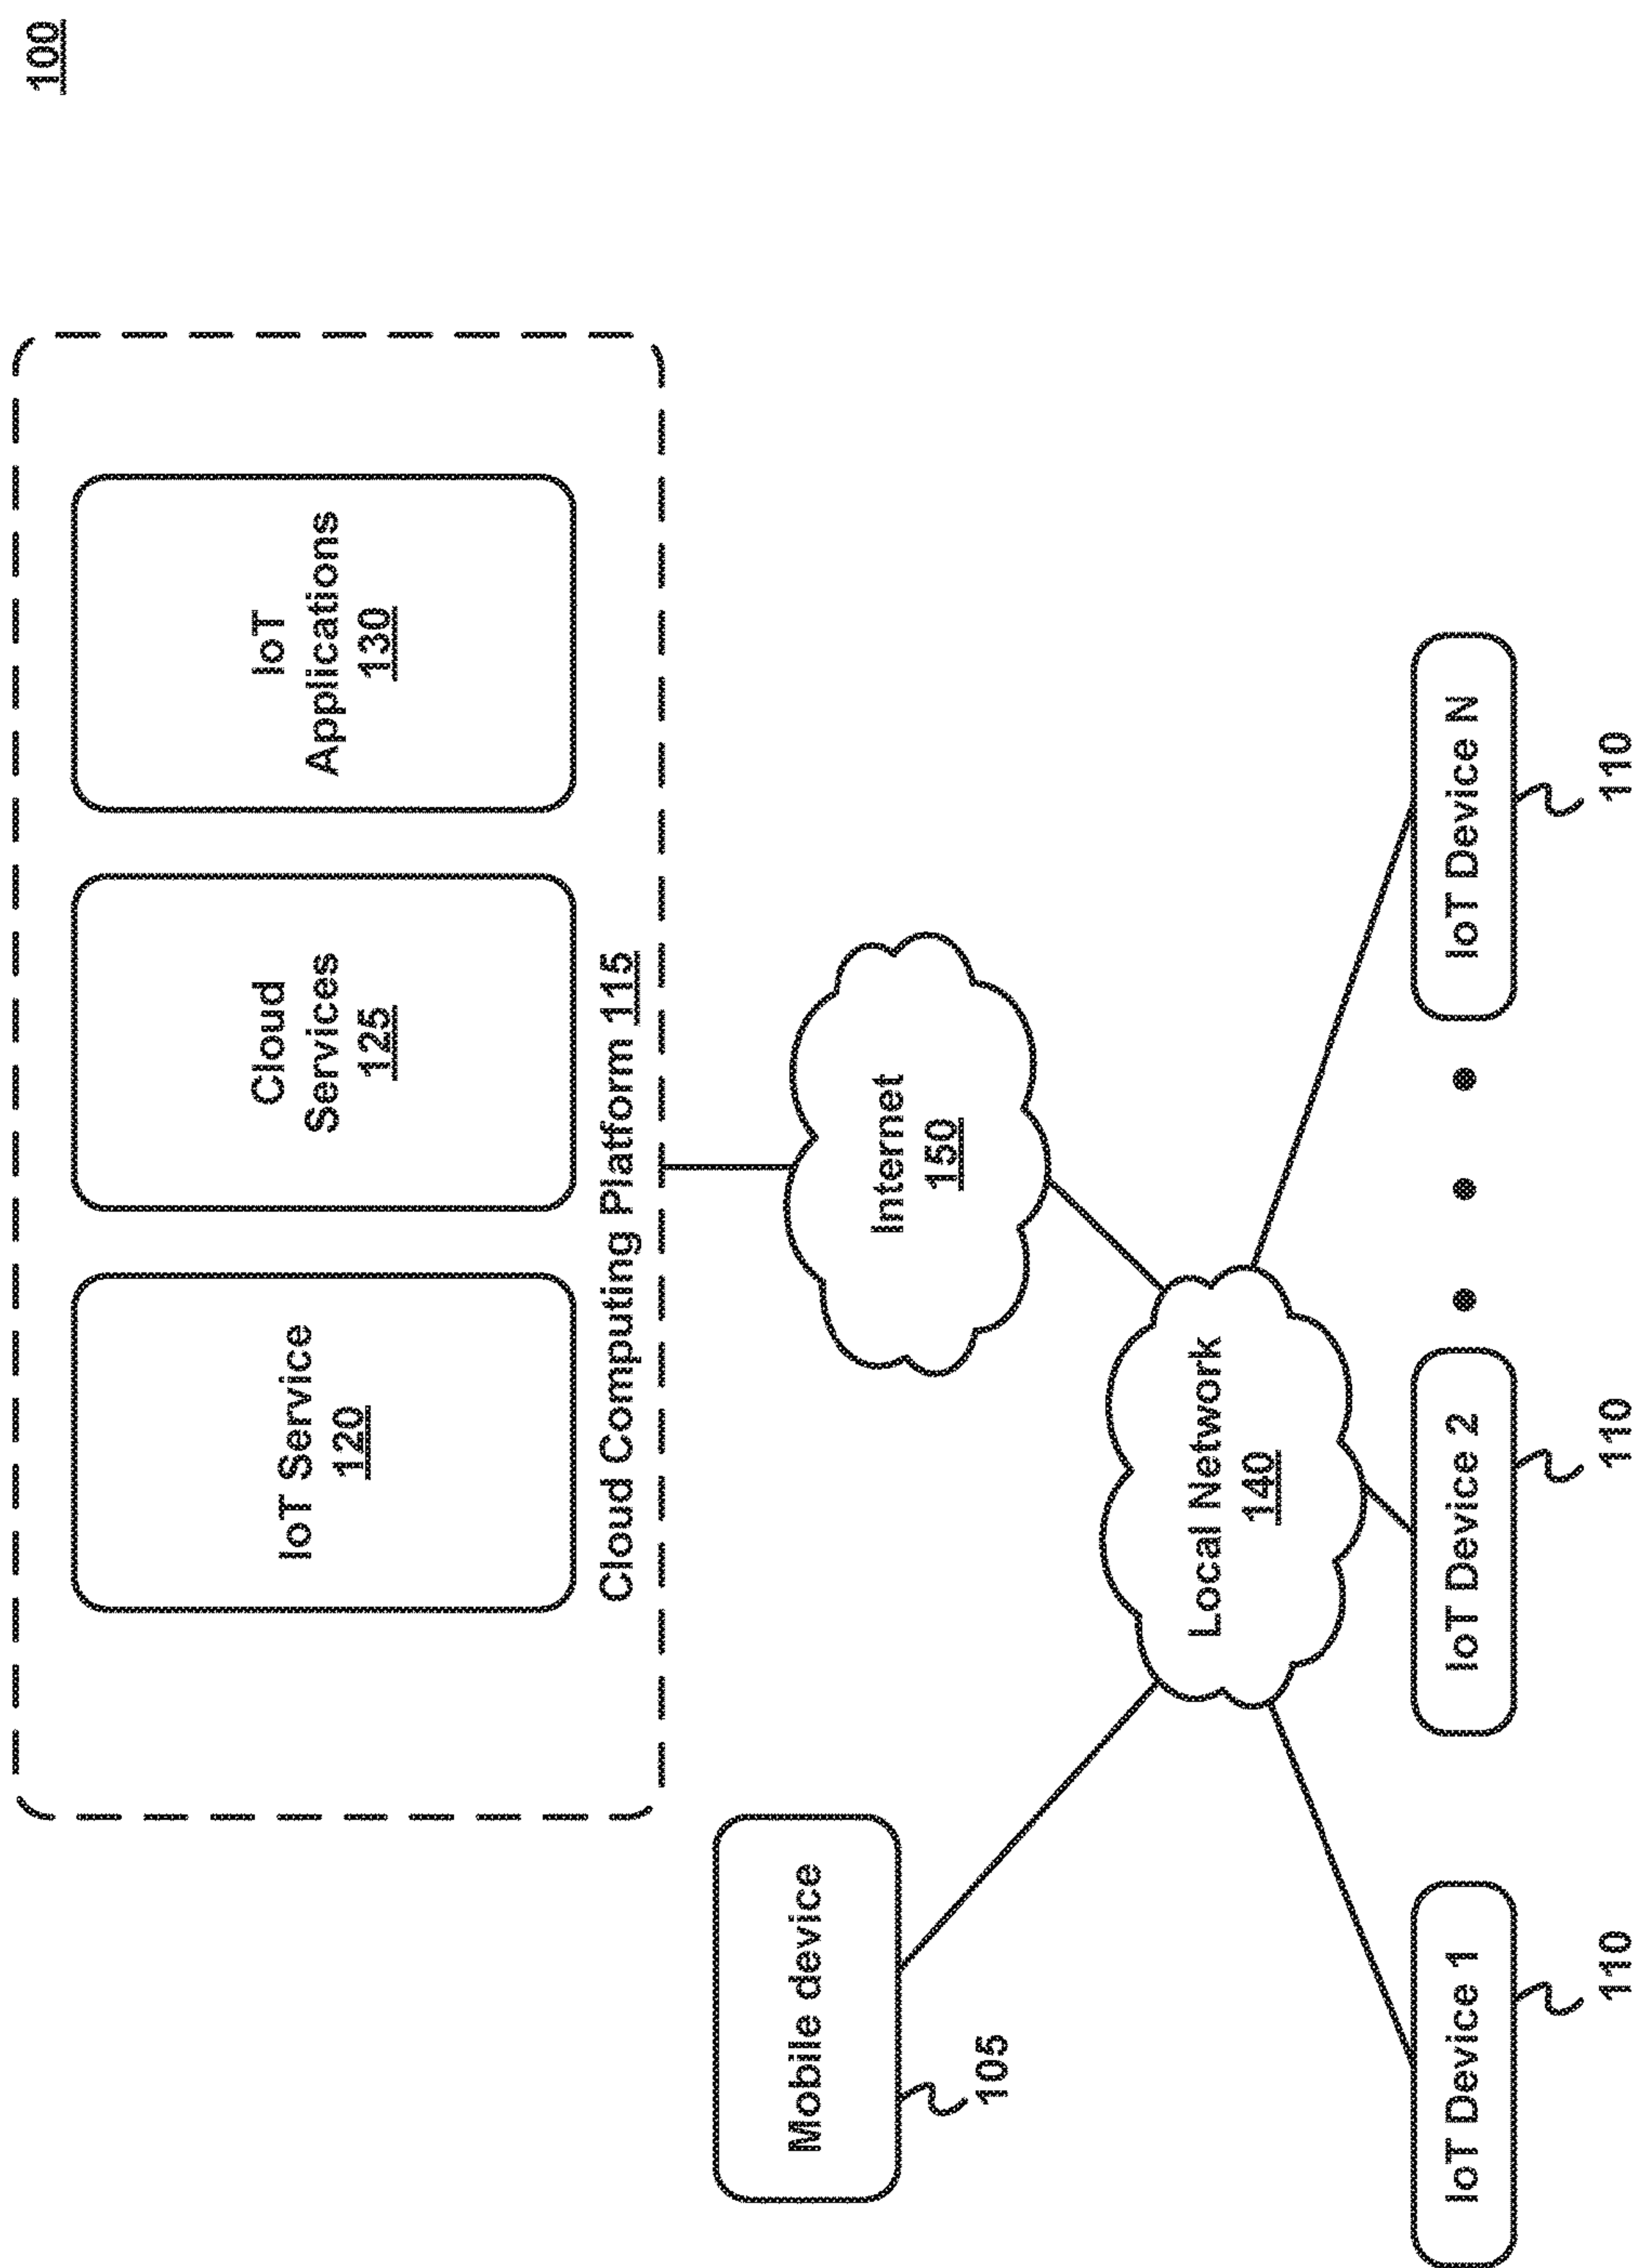 100
IoT Service
120
Cloud
Services
125
IoT
Applications
130
Cloud Computing Platform 115
Mobile device
105
Internet
150
Local Network
140
IoT Device 1
110
IoT Device 2
110
IoT Device N
110